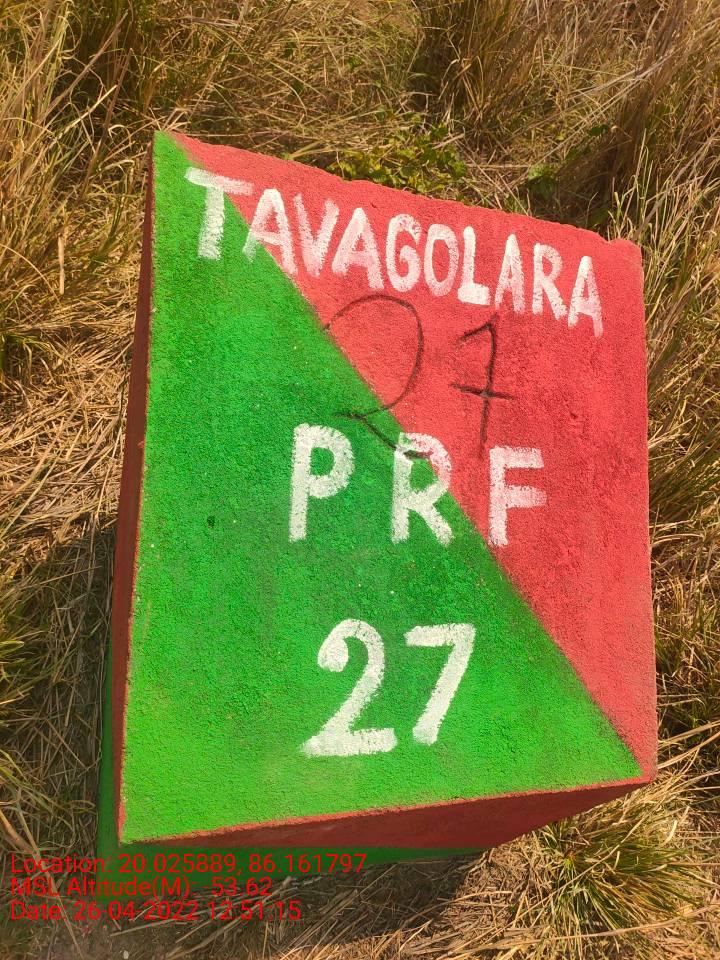 TAVAGOLARA
27
PRF
27
Location: 20.025889, 86.161797
MSL Altitude(M): -53.62
Date: 26-04-2022 12:51:15